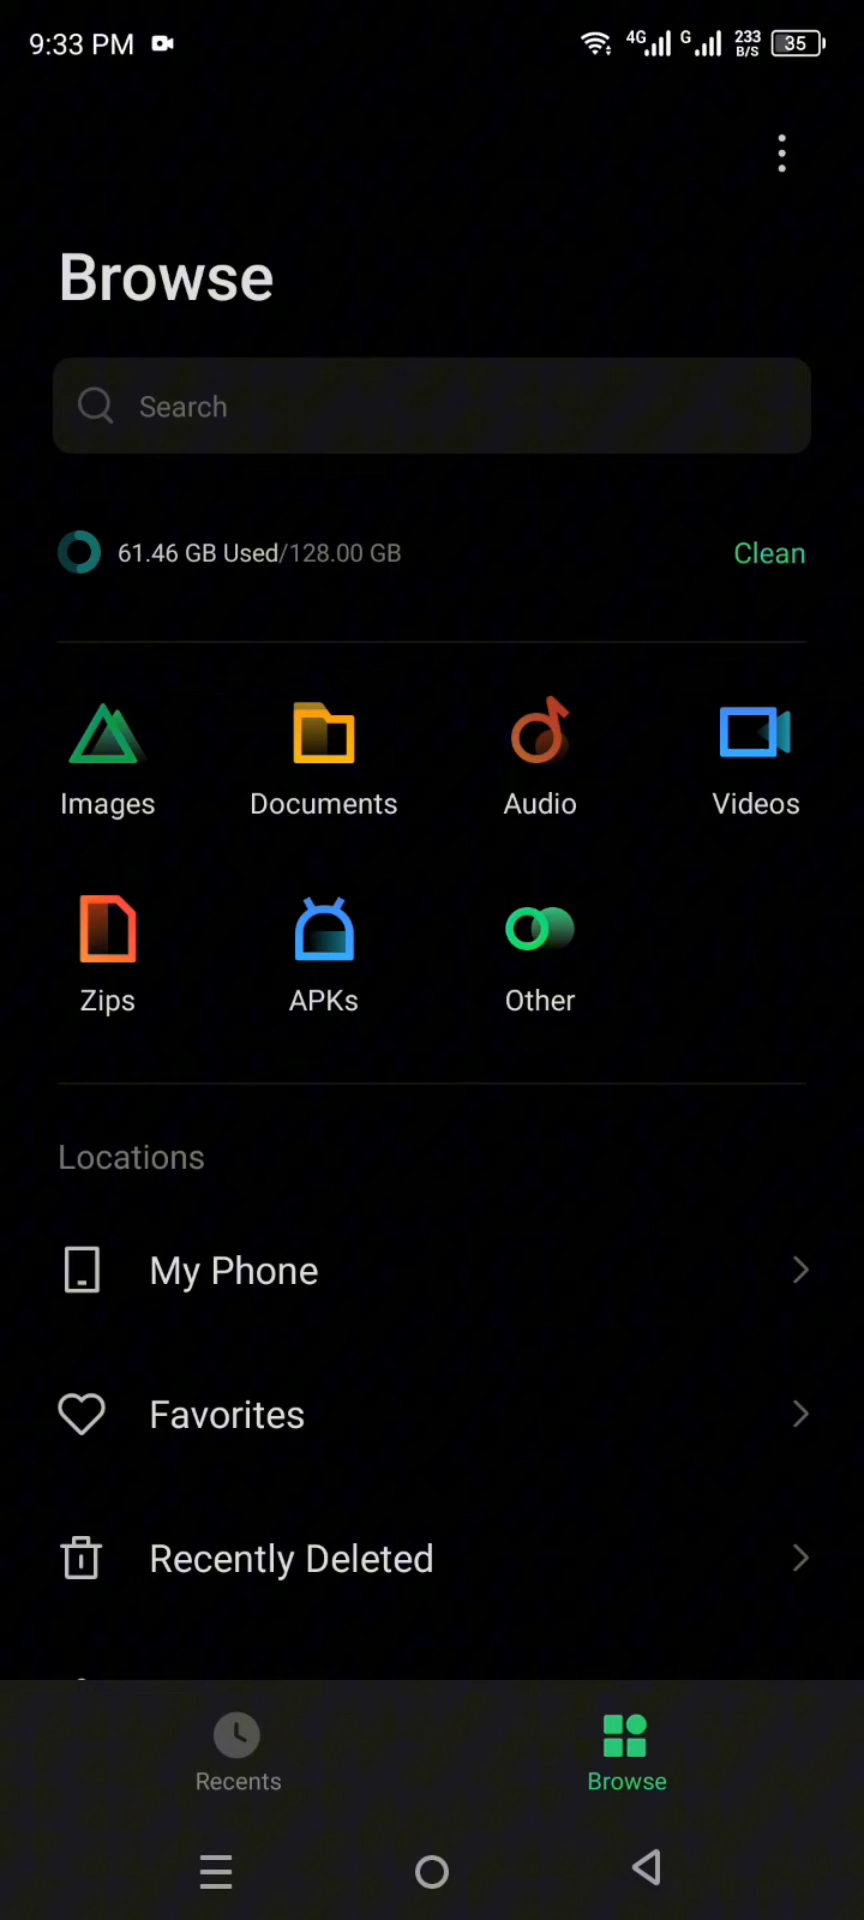 9:33 PM 4G G 233 B/S 35
Browse
Search
61.46 GB Used/128.00 GB Clean
Images Documents Audio Videos
Zips APKs Other
Locations
My Phone
Favorites
Recently Deleted
Recents Browse